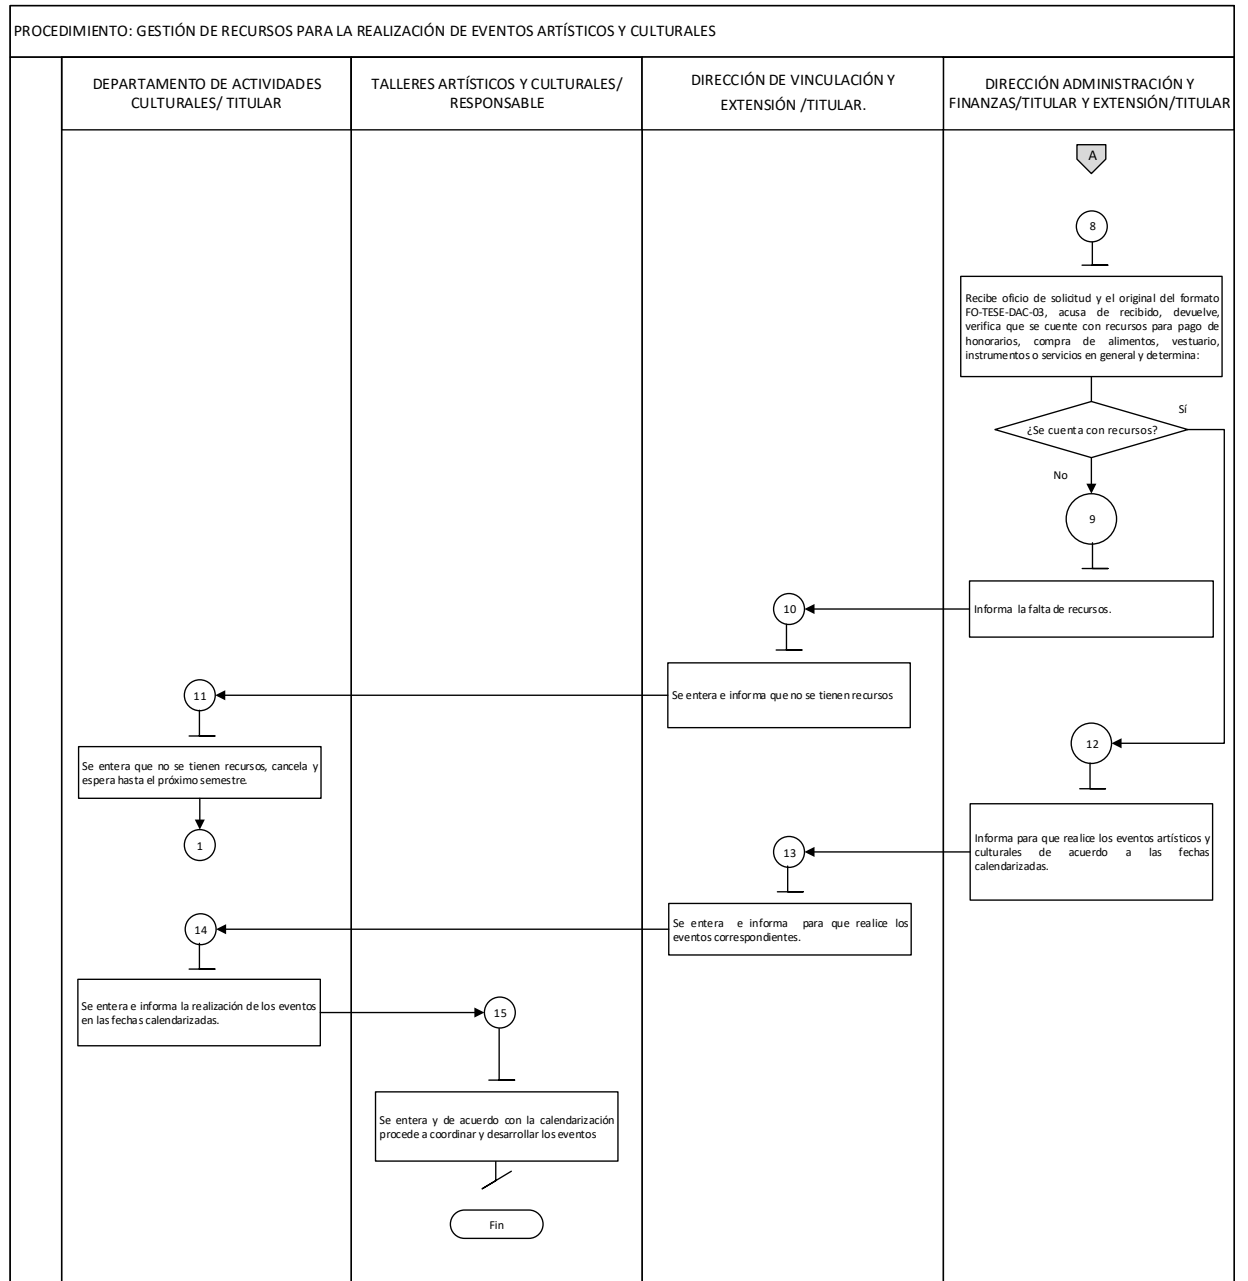 PROCEDIMIENTO: GESTIÓN DE RECURSOS PARA LA REALIZACIÓN DE EVENTOS ARTÍSTICOS Y CULTURALES
DEPARTAMENTO DE ACTIVIDADES
CULTURALES/ TITULAR
TALLERES ARTÍSTICOS Y CULTURALES/
RESPONSABLE
DIRECCIÓN DE VINCULACIÓN Y
EXTENSIÓN /TITULAR.
DIRECCIÓN ADMINISTRACIÓN Y
FINANZAS/TITULAR Y EXTENSIÓN/TITULAR
A
8
Recibe oficio de solicitud y el original del formato
FO-TESE-DAC-03, acusa de recibido, devuelve,
verifica que se cuente con recursos para pago de
honorarios, compra de alimentos, vestuario,
instrumentos o servicios en general y determina:
¿Se cuenta con recursos?
Sí
No
9
Informa la falta de recursos.
10
Se entera e informa que no se tienen recursos
11
Se entera que no se tienen recursos, cancela y
espera hasta el próximo semestre.
1
12
Informa para que realice los eventos artísticos y
culturales de acuerdo a las fechas
calendarizadas.
13
Se entera e informa para que realice los
eventos correspondientes.
14
Se entera e informa la realización de los eventos
en las fechas calendarizadas.
15
Se entera y de acuerdo con la calendarización
procede a coordinar y desarrollar los eventos
Fin